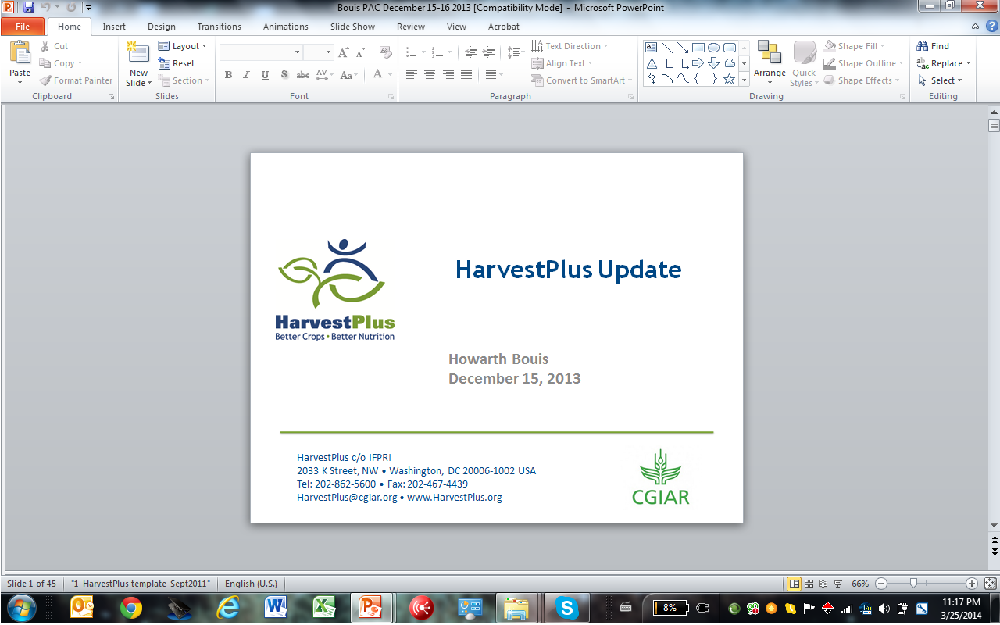 Bouis PAC December 15-16 2013 [Compatibility Mode] - Microsoft PowerPoint
File Home Insert Design Transitions Animations Slide Show Review View Acrobat
Paste
Cut
Copy
Format Painter
Clipboard
New Slide
Layout
Reset
Section
Slides
B I U S abc AV Aa A
Font
Text Direction
Align Text
Convert to SmartArt
Paragraph
Arrange
Quick Styles
Shape Fill
Shape Outline
Shape Effects
Drawing
Find
Replace
Select
Editing
HarvestPlus Update
HarvestPlus
Better Crops • Better Nutrition
Howarth Bouis
December 15, 2013
HarvestPlus c/o IFPRI
2033 K Street, NW • Washington, DC 20006-1002 USA
Tel: 202-862-5600 • Fax: 202-467-4439
HarvestPlus@cgiar.org • www.HarvestPlus.org
CGIAR
Slide 1 of 45 "1_HarvestPlus template_Sept2011" English (U.S.) 66%
8%
11:17 PM
3/25/2014